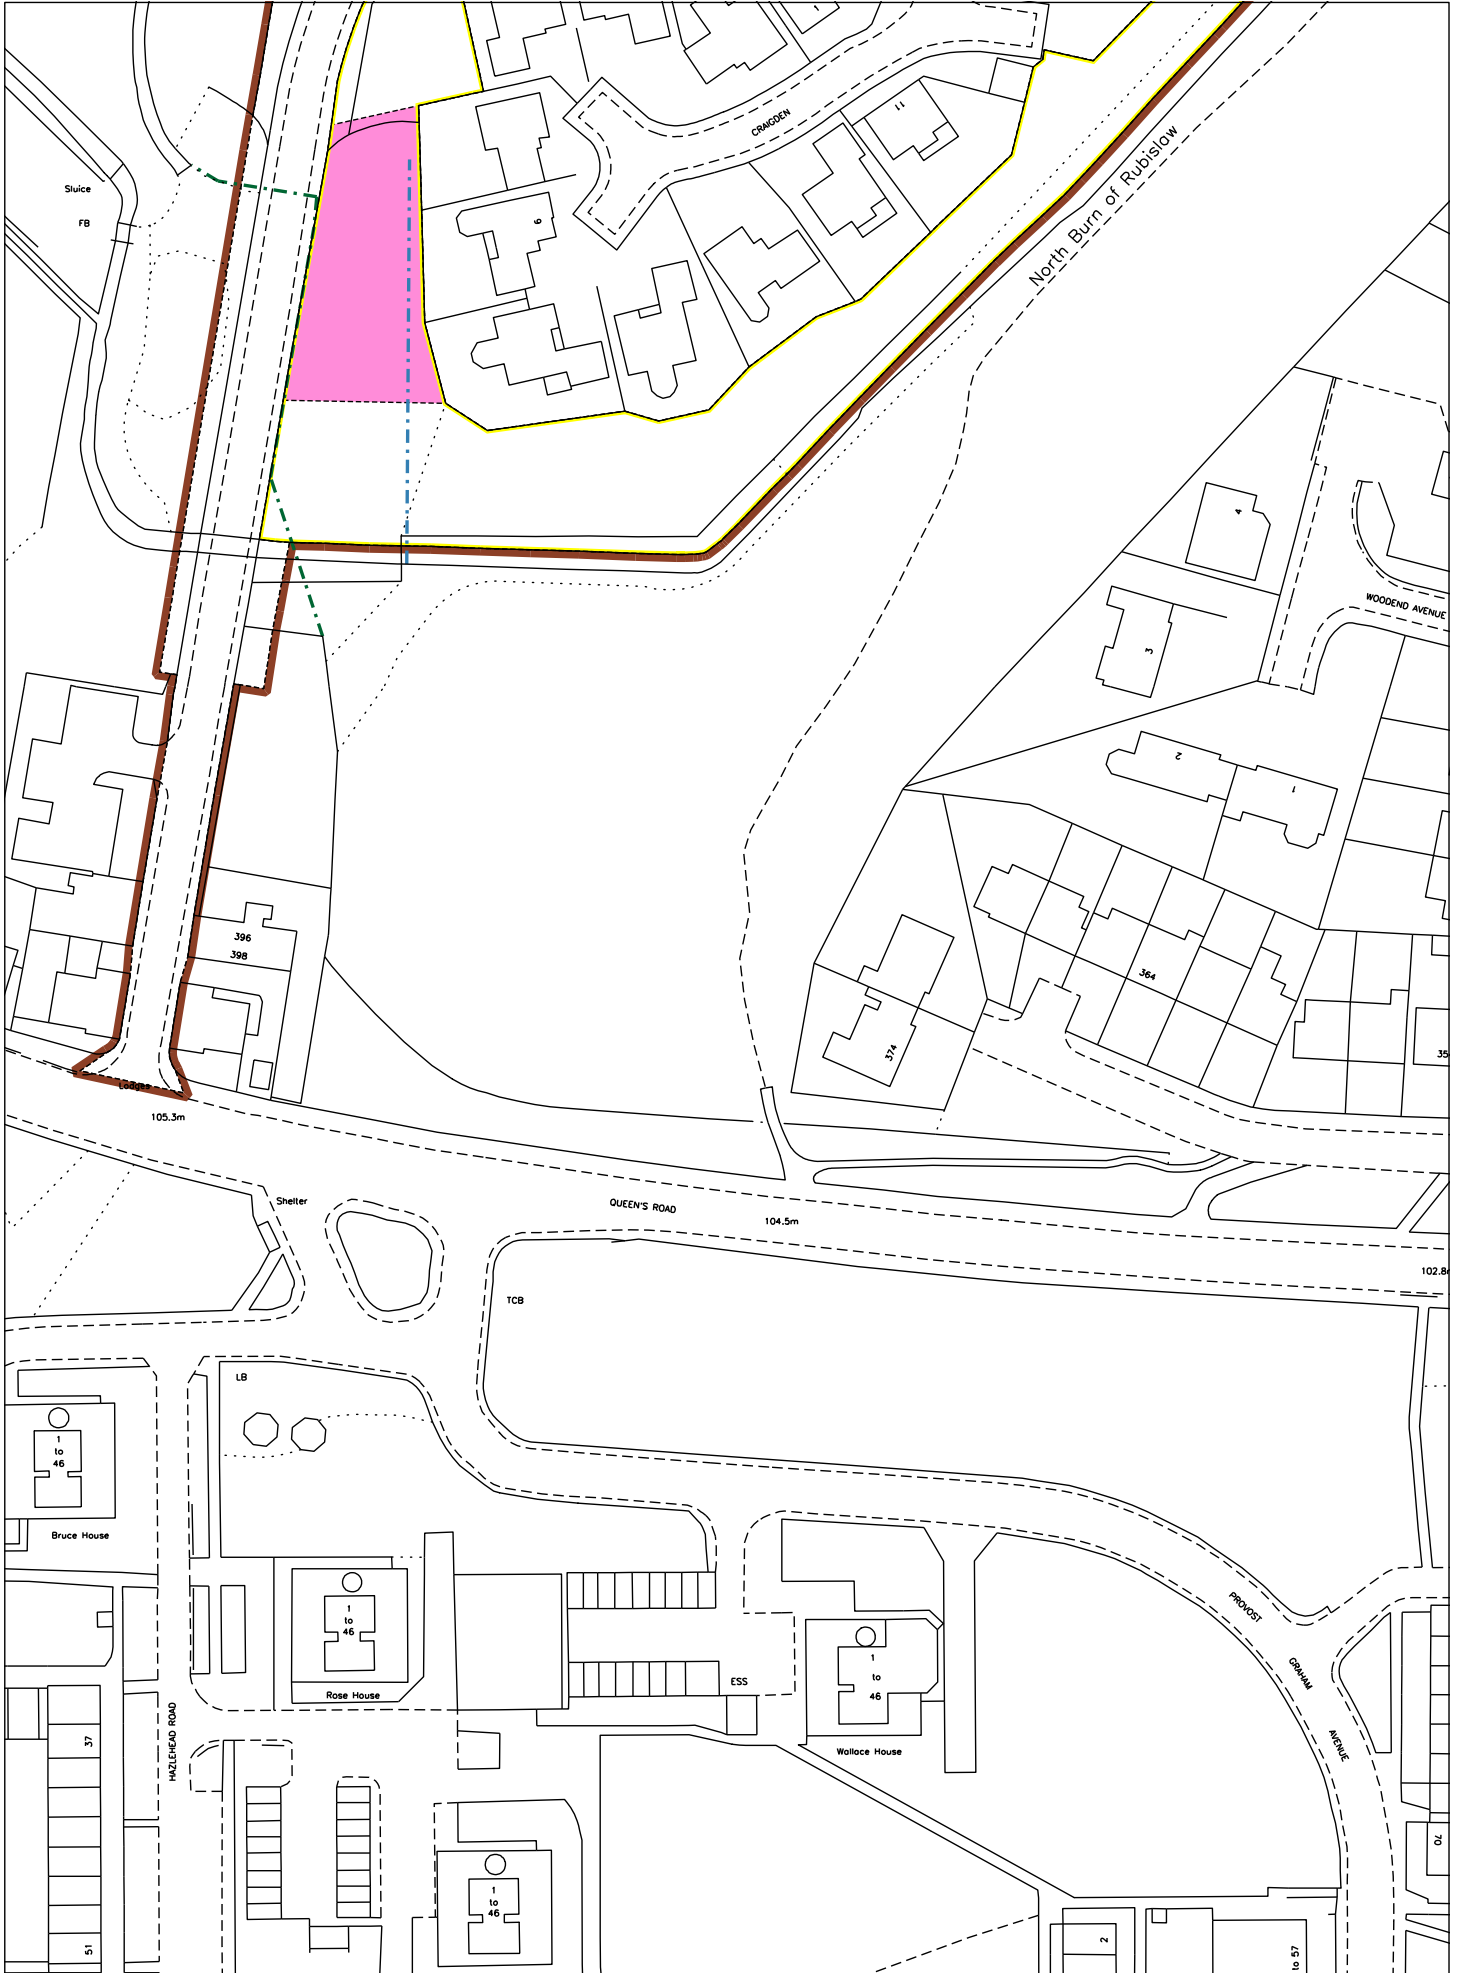 CRAIGDEN
11
North Burn of Rubislaw
Sluice
FB
6
4
WOODEND AVENUE
3
2
1
396
398
364
374
35
Lodges
105.3m
Shelter
QUEEN'S ROAD
104.5m
102.8
TCB
LB
1
to
46
Bruce House
1
to
46
Rose House
ESS
1
to
46
Wallace House
PROVOST
GRAHAM
AVENUE
HAZLEHEAD ROAD
37
51
1
to
46
70
2
to 57